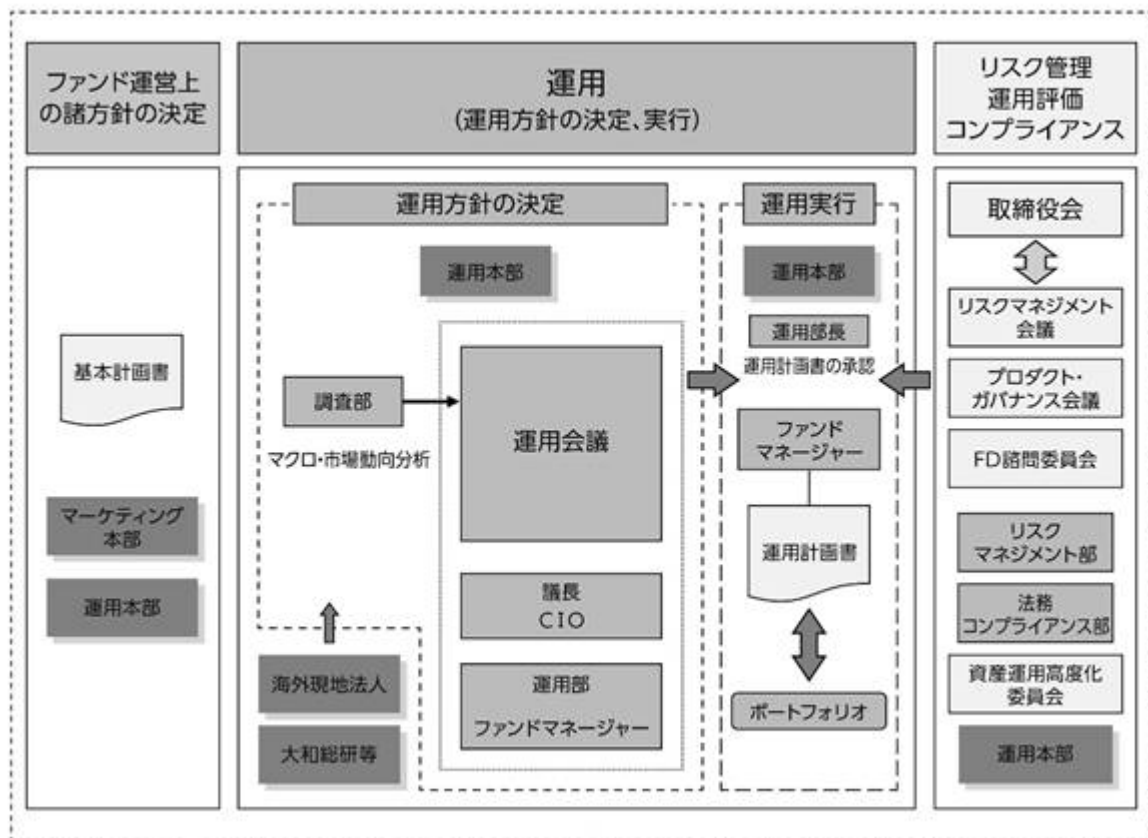 ファンド運営上
の諸方針の決定
運用
(運用方針の決定、実行)
リスク管理
運用評価
コンプライアンス
基本計画書
マーケティング
本部
運用本部
運用方針の決定
運用本部
調査部
マクロ・市場動向分析
運用会議
議長
CIO
運用部
ファンドマネージャー
海外現地法人
大和総研等
運用実行
運用本部
運用部長
運用計画書の承認
ファンド
マネージャー
運用計画書
ポートフォリオ
取締役会
リスクマネジメント
会議
プロダクト・
ガバナンス会議
FD諮問委員会
リスク
マネジメント部
法務
コンプライアンス部
資産運用高度化
委員会
運用本部